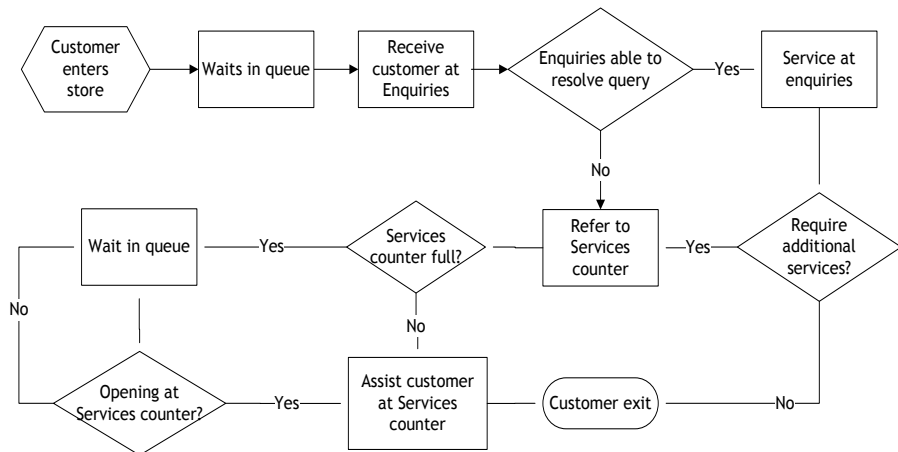 Customer
enters
store
Waits in queue
Receive
customer at
Enquiries
Enquiries able to
resolve query
Yes
Service at
enquiries
No
Wait in queue
Yes
Services
counter full?
Refer to
Services
counter
Yes
Require
additional
services?
No
No
Opening at
Services counter?
Yes
Assist customer
at Services
counter
Customer exit
No